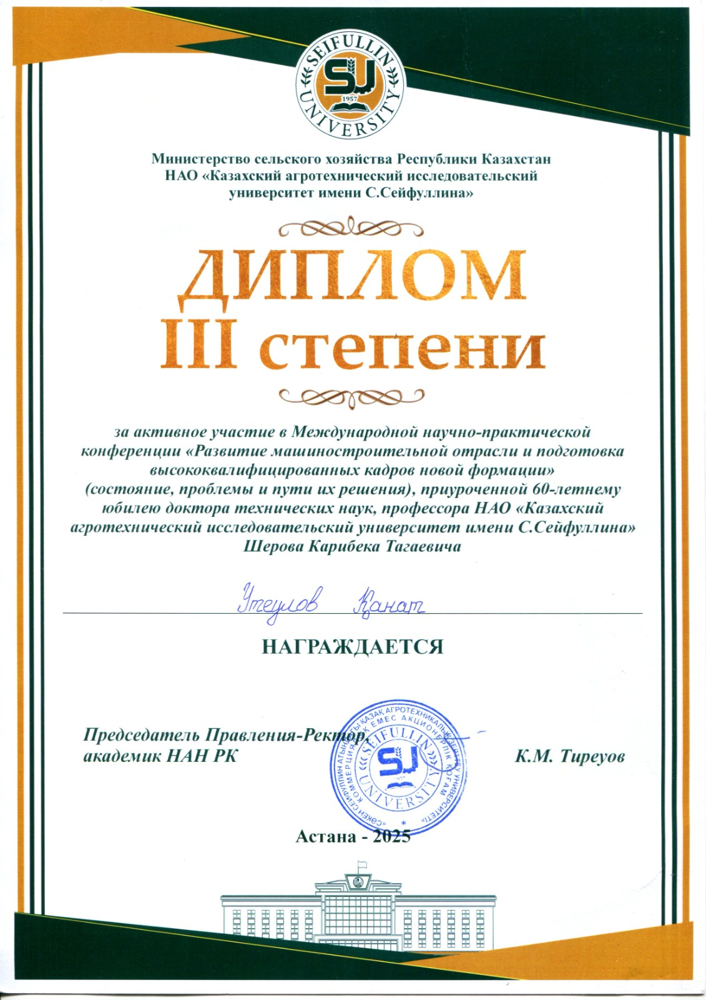 SEIFULLIN
SU
1957
UNIVERSITY
Министерство сельского хозяйства Республики Казахстан
НАО «Казахский агротехнический исследовательский
университет имени С.Сейфуллина»
ДИПЛОМ
III степени
за активное участие в Международной научно-практической
конференции «Развитие машиностроительной отрасли и подготовка
высококвалифицированных кадров новой формации»
(состояние, проблемы и пути их решения), приуроченной 60-летнему
юбилею доктора технических наук, профессора НАО «Казахский
агротехнический исследовательский университет имени С.Сейфуллина»
Шерова Карибека Тагаевича
Утеулов Қанат
НАГРАЖДАЕТСЯ
Председатель Правления-Ректор,
академик НАН РК
К.М. Тиреуов
«СӘКЕН СЕЙФУЛЛИН АТЫНДАҒЫ ҚАЗАҚ АГРОТЕХНИКАЛЫҚ ЗЕРТТЕУ УНИВЕРСИТЕТІ»
КОММЕРЦИЯЛЫҚ ЕМЕС АКЦИОНЕРЛІК ҚОҒАМ
SEIFULLIN
SU
UNIVERSITY
Астана - 2025